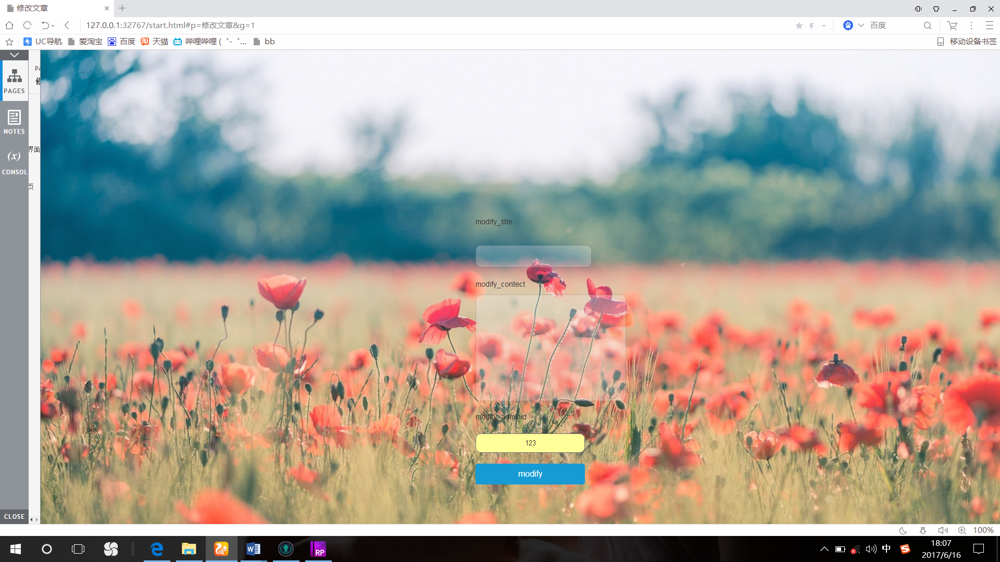 修改文章
127.0.0.1:32767/start.html#p=修改文章&g=1
百度
UC导航
爱淘宝
百度
天猫
哔哩哔哩 ( ゜- ゜...
bb
移动设备书签
PAGES
NOTES
(x)
CONSOL
界面
页
modify_title
modify_contect
modify_adminid
123
modify
CLOSE
100%
RP
中
18:07
2017/6/16